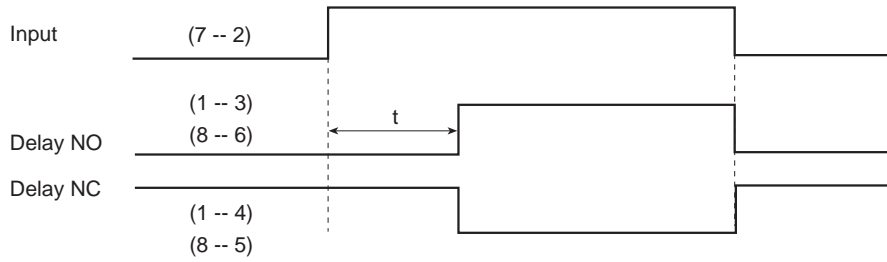 Input (7 -- 2)
(1 -- 3)
t
(8 -- 6)
Delay NO
Delay NC
(1 -- 4)
(8 -- 5)